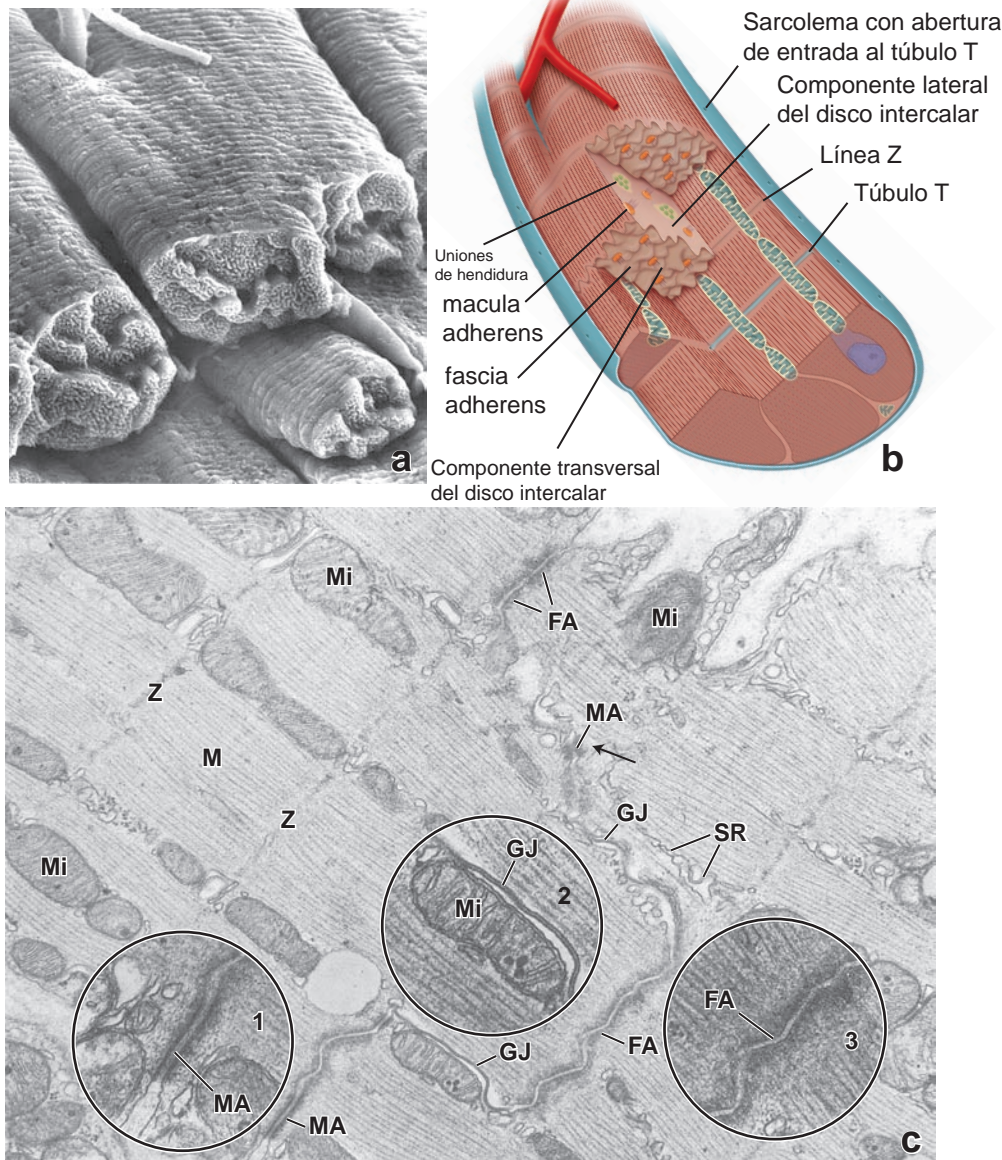 a
Sarcolema con abertura
de entrada al túbulo T
Componente lateral
del disco intercalar
Línea Z
Túbulo T
Uniones
de hendidura
macula
adherens
fascia
adherens
Componente transversal
del disco intercalar
b
Mi
FA
Mi
Z
MA
M
GJ
Z
SR
Mi
GJ
2
Mi
1
FA
3
MA
GJ
FA
MA
c